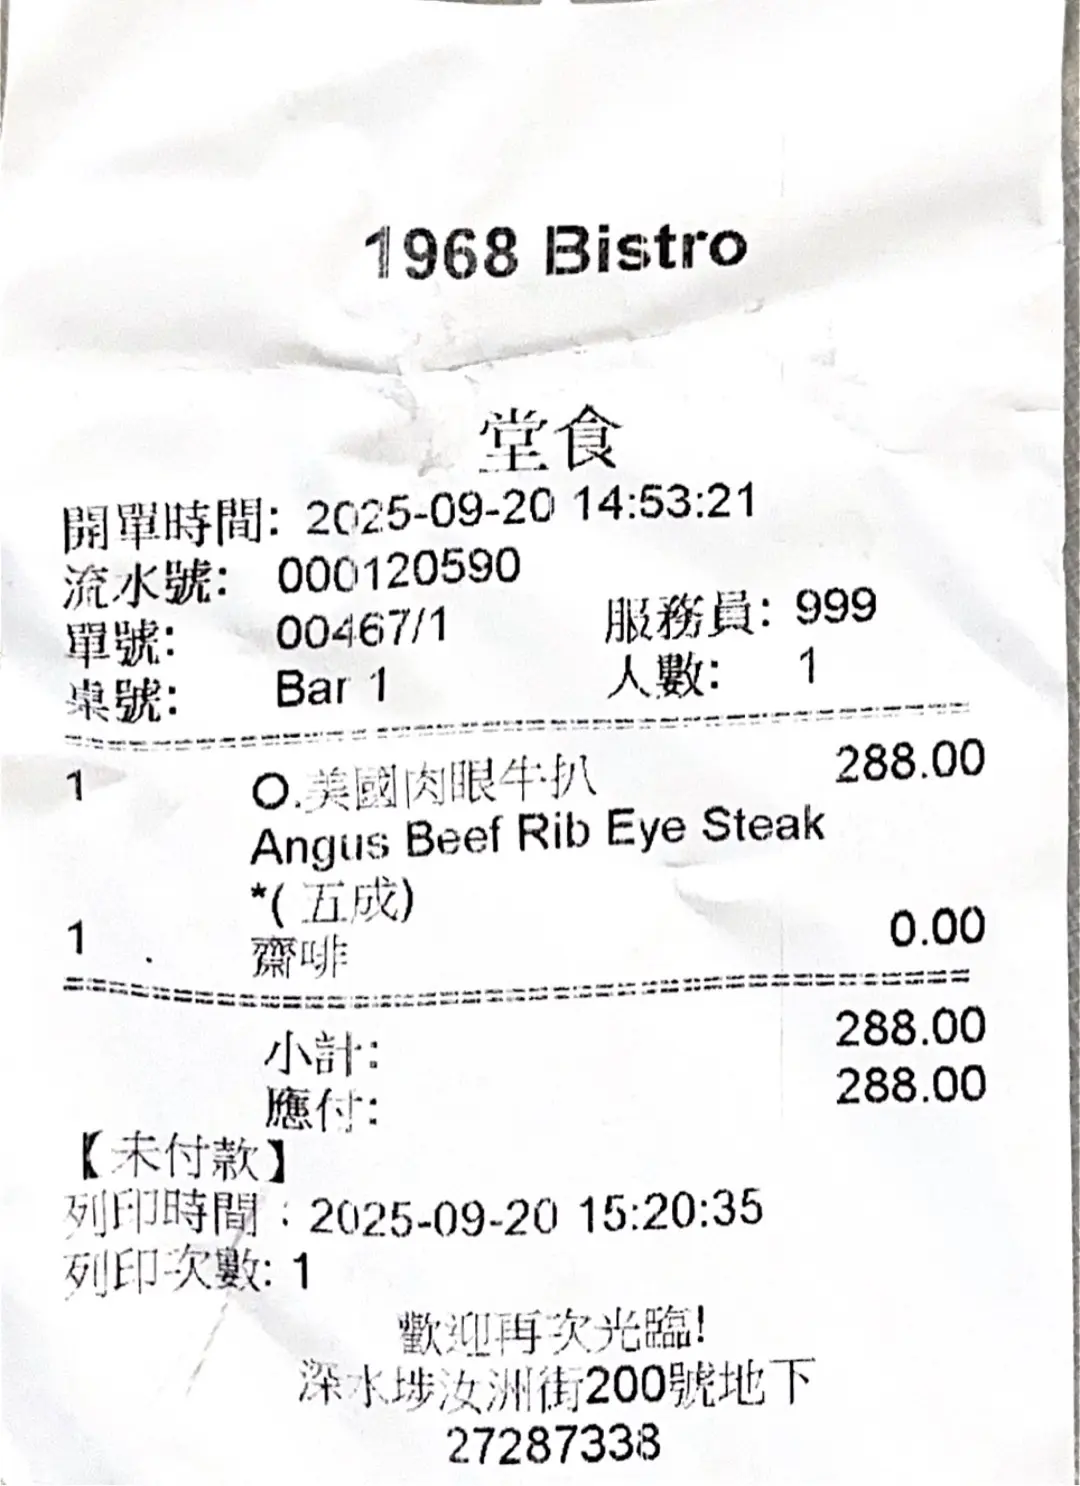 1968 Bistro
堂食
開單時間: 2025-09-20 14:53:21
流水號: 000120590
單號: 00467/1 服務員: 999
桌號: Bar 1 人數: 1
1 O.美國肉眼牛扒 288.00
Angus Beef Rib Eye Steak
*( 五成)
1 齋啡 0.00
小計: 288.00
應付: 288.00
【未付款】
列印時間 : 2025-09-20 15:20:35
列印次數: 1
歡迎再次光臨!
深水埗汝洲街200號地下
27287338